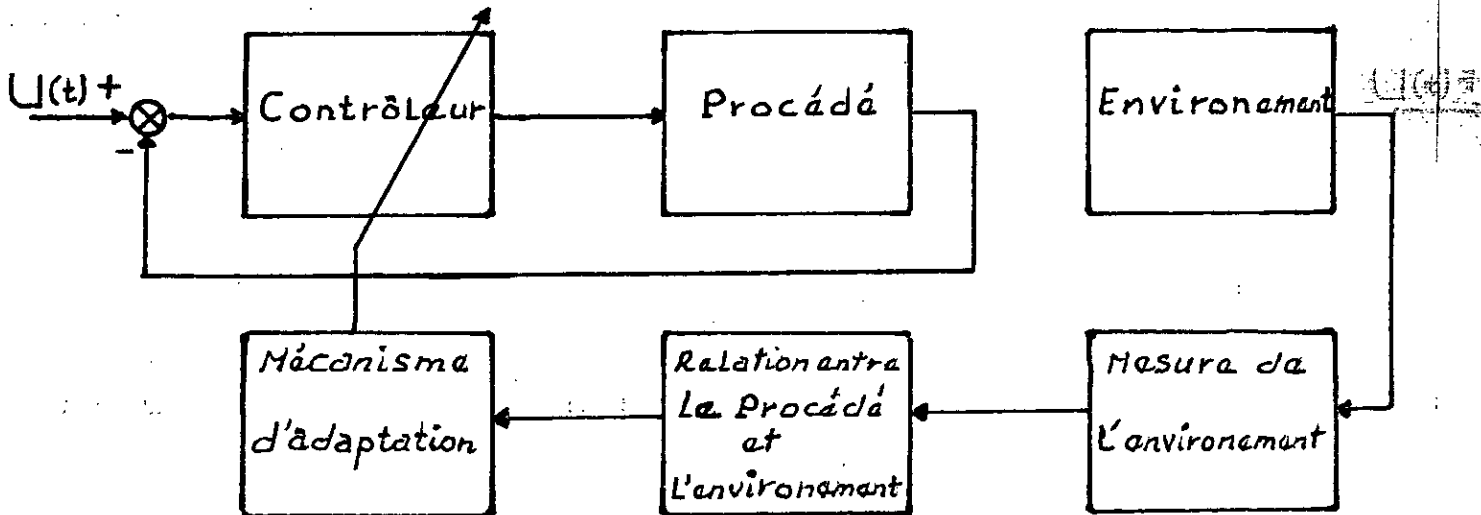 U(t) +
-
Contrôleur
Procédé
Environement
U(t) +
Mécanisme
d'adaptation
Relation entre
Le Procédé
et
L'environement
Mesure de
L'environement